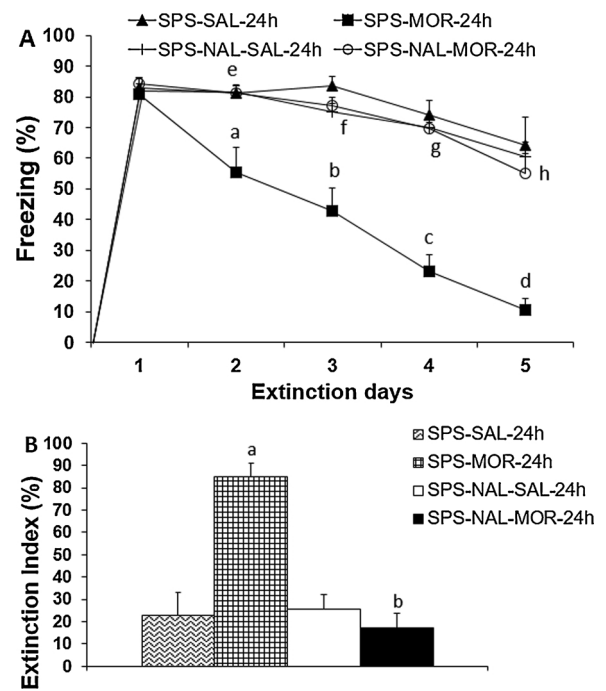 A
SPS-SAL-24h SPS-MOR-24h
SPS-NAL-SAL-24h SPS-NAL-MOR-24h
Freezing (%)
100
90
80
70
60
50
40
30
20
10
0
e
a
f
b
g
c
h
d
1 2 3 4 5
Extinction days
B
Extinction Index (%)
100
90
80
70
60
50
40
30
20
10
0
a
b
SPS-SAL-24h
SPS-MOR-24h
SPS-NAL-SAL-24h
SPS-NAL-MOR-24h